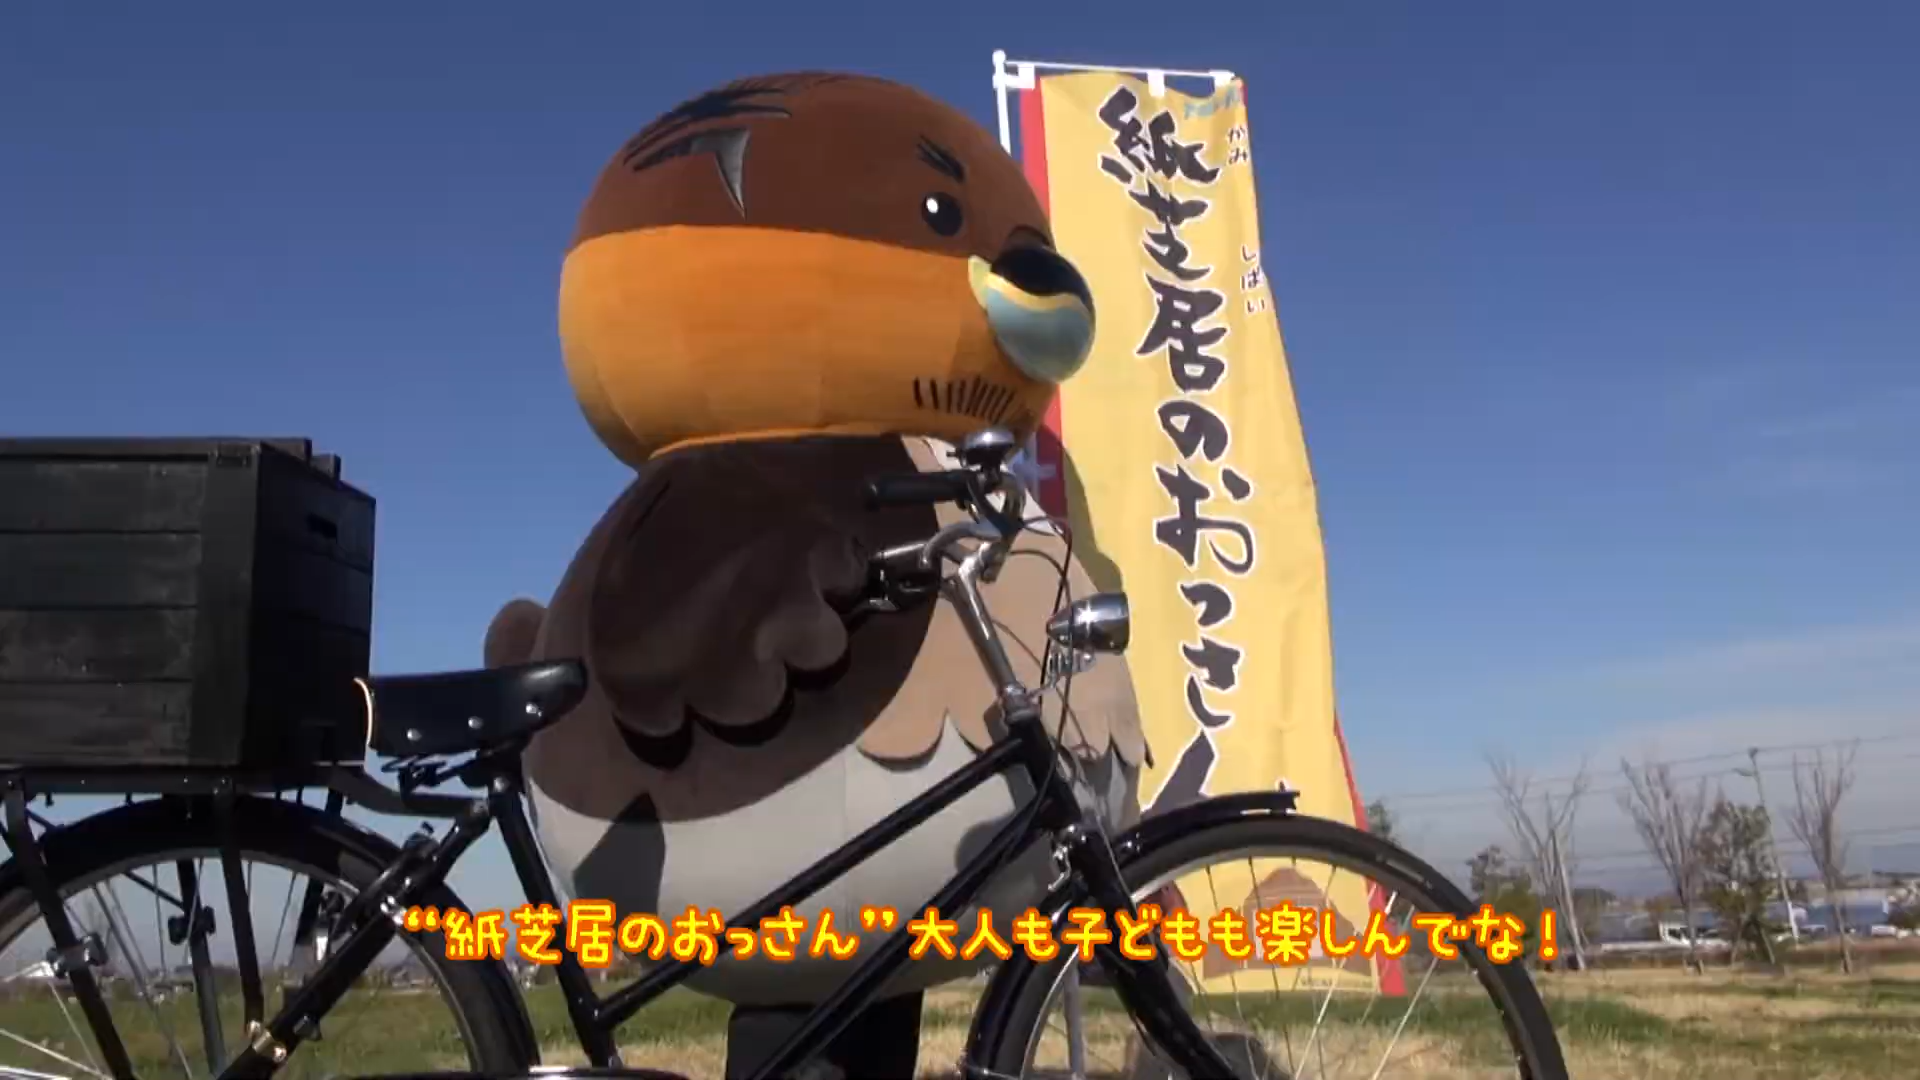 紙芝居のおっさん
かみ
しばい
“紙芝居のおっさん”大人も子どもも楽しんでな！